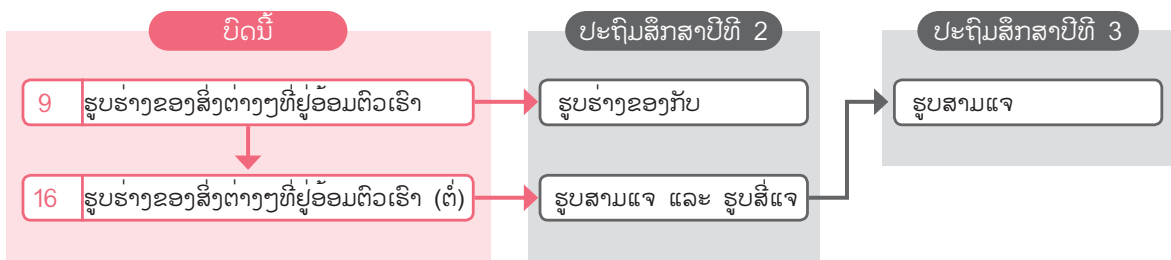 ບົດນີ້
ປະຖົມສຶກສາປີທີ 2
ປະຖົມສຶກສາປີທີ 3
9 ຮູບຮ່າງຂອງສິ່ງຕ່າງໆທີ່ຢູ່ອ້ອມຕົວເຮົາ
ຮູບຮ່າງຂອງກັບ
ຮູບສາມແຈ
16 ຮູບຮ່າງຂອງສິ່ງຕ່າງໆທີ່ຢູ່ອ້ອມຕົວເຮົາ (ຕໍ່)
ຮູບສາມແຈ ແລະ ຮູບສີ່ແຈ